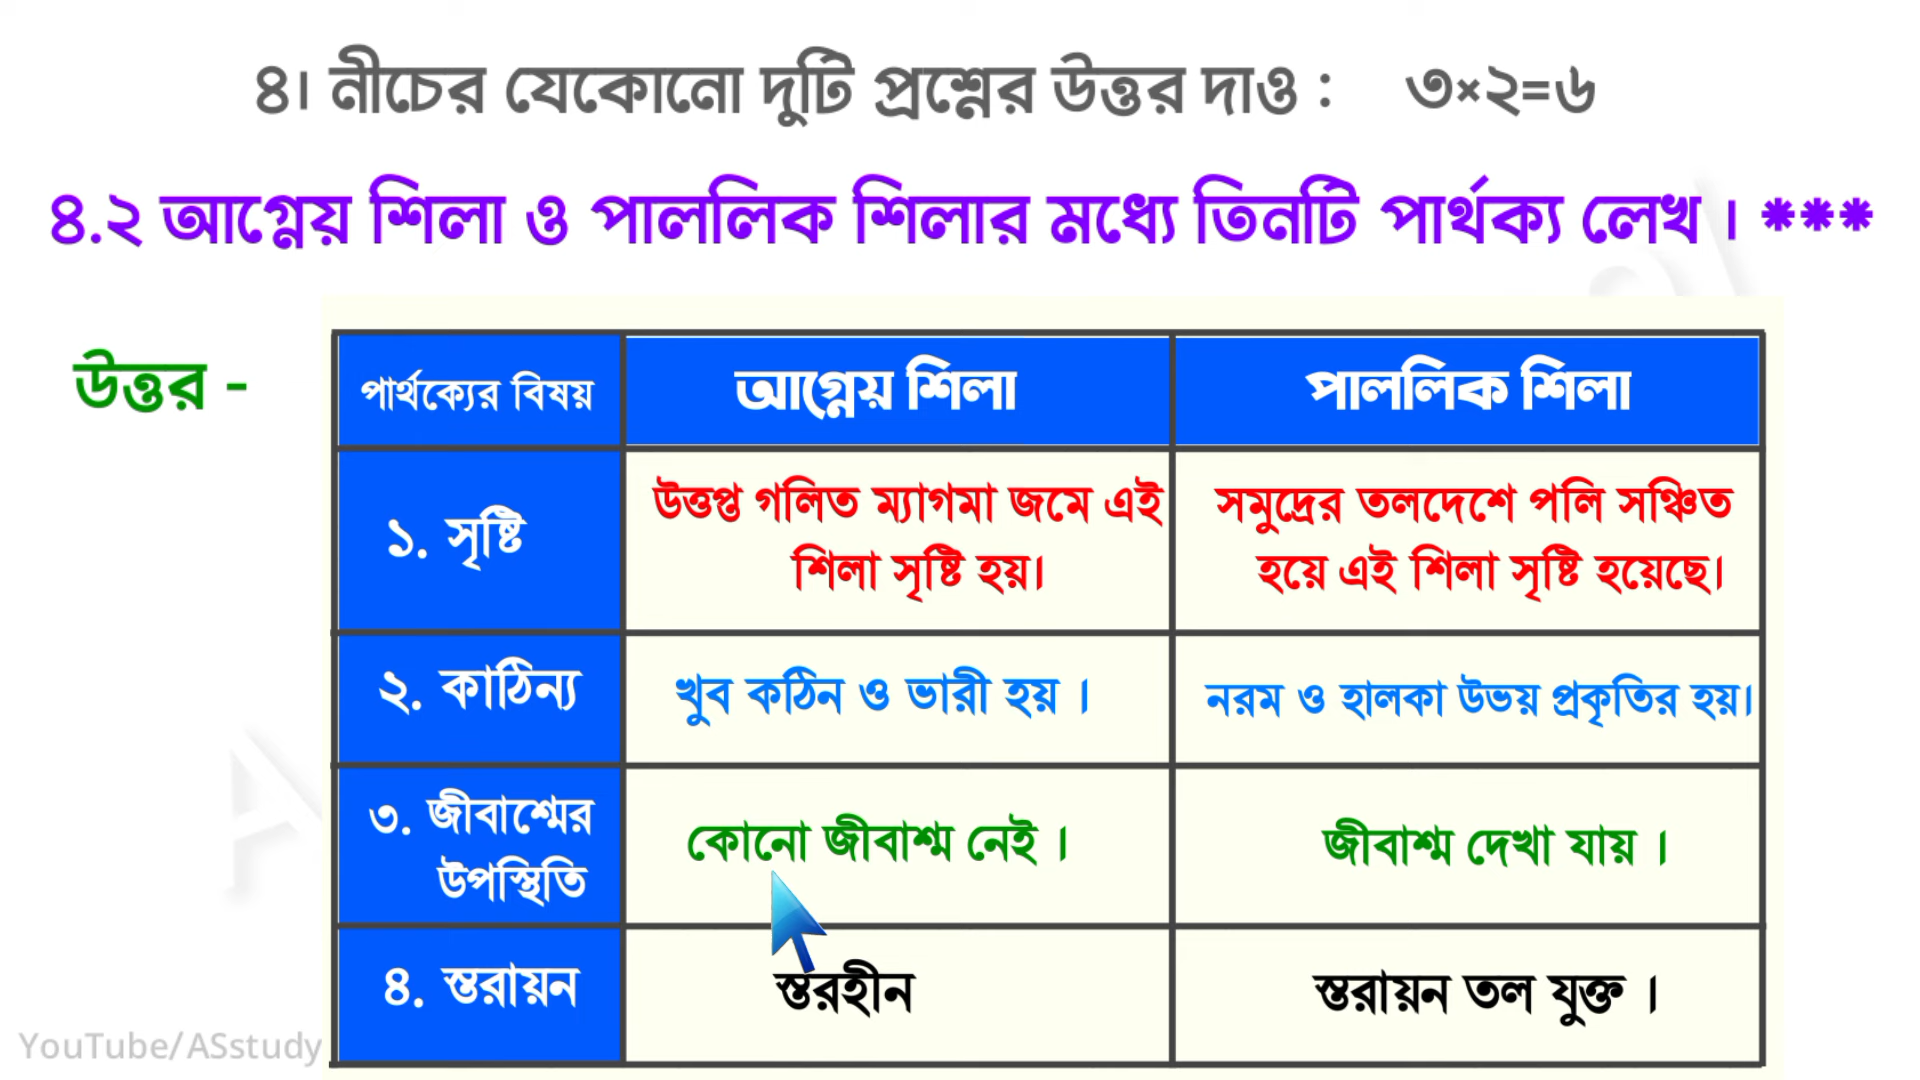 ৪। নীচের যেকোনো দুটি প্রশ্নের উত্তর দাও : ৩×২=৬
৪.২ আগ্নেয় শিলা ও পাললিক শিলার মধ্যে তিনটি পার্থক্য লেখ । ***
উত্তর -
পার্থক্যের বিষয় আগ্নেয় শিলা পাললিক শিলা
১. সৃষ্টি
উত্তপ্ত গলিত ম্যাগমা জমে এই
শিলা সৃষ্টি হয়।
সমুদ্রের তলদেশে পলি সঞ্চিত
হয়ে এই শিলা সৃষ্টি হয়েছে।
২. কাঠিন্য খুব কঠিন ও ভারী হয় । নরম ও হালকা উভয় প্রকৃতির হয়।
৩. জীবাশ্মের
উপস্থিতি
কোনো জীবাশ্ম নেই ।
জীবাশ্ম দেখা যায় ।
৪. স্তরায়ন স্তরহীন স্তরায়ন তল যুক্ত ।
YouTube/ASstudy